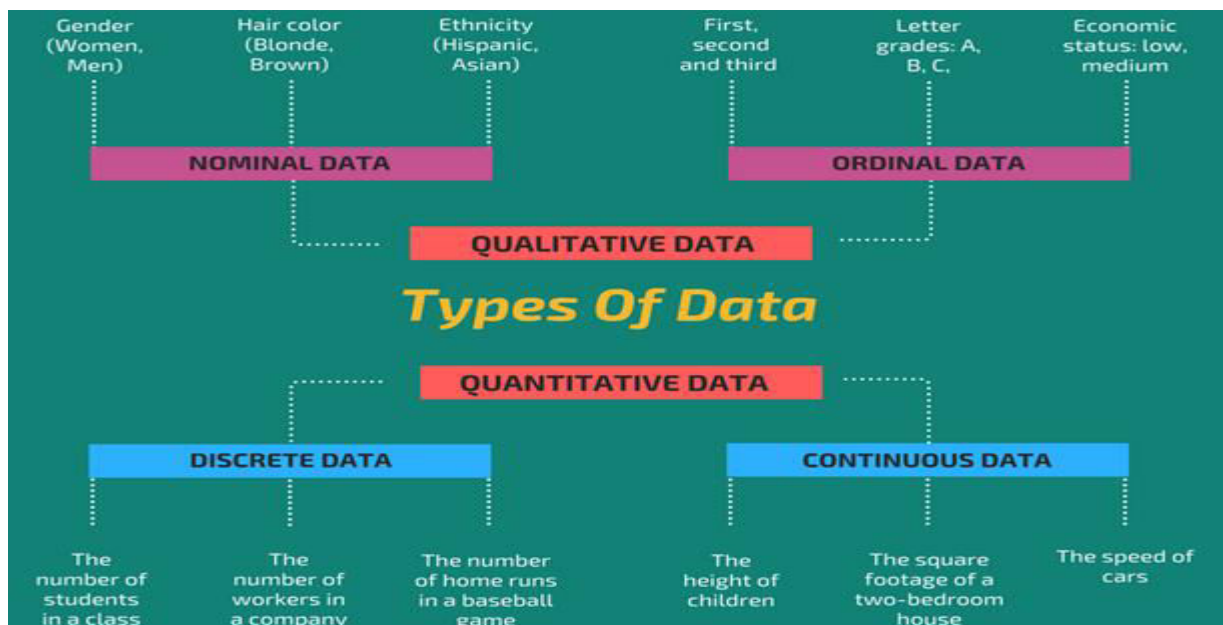 Gender
(Women,
Men)
Hair color
(Blonde,
Brown)
Ethnicity
(Hispanic,
Asian)
First,
second
and third
Letter
grades: A,
B, C,
Economic
status: low,
medium
NOMINAL DATA
ORDINAL DATA
QUALITATIVE DATA
Types Of Data
QUANTITATIVE DATA
DISCRETE DATA
CONTINUOUS DATA
The
number of
students
in a class
The
number of
workers in
a company
The number
of home runs
in a baseball
game
The
height of
children
The square
footage of a
two-bedroom
house
The speed of
cars